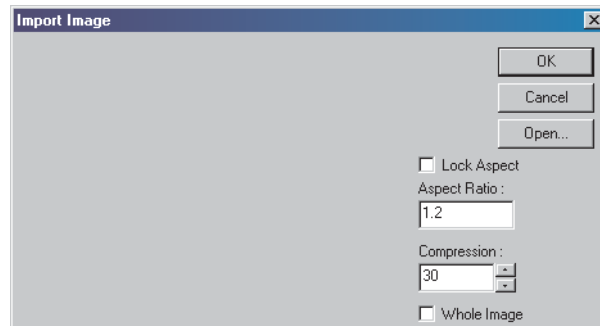 Import Image
OK
Cancel
Open...
Lock Aspect
Aspect Ratio :
1.2
Compression :
30
Whole Image